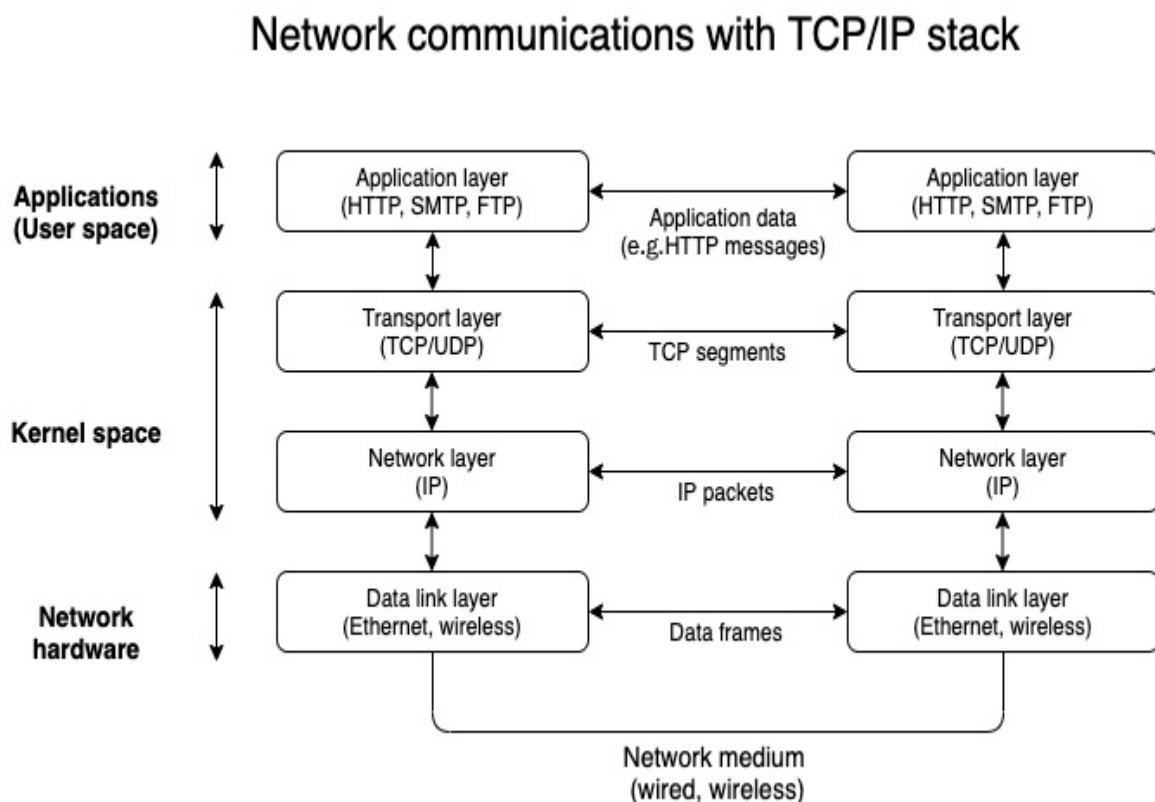 Network communications with TCP/IP stack
Applications
(User space)
Application layer
(HTTP, SMTP, FTP)
Application data
(e.g.HTTP messages)
Application layer
(HTTP, SMTP, FTP)
Kernel space
Transport layer
(TCP/UDP)
TCP segments
Transport layer
(TCP/UDP)
Network layer
(IP)
IP packets
Network layer
(IP)
Network
hardware
Data link layer
(Ethernet, wireless)
Data frames
Data link layer
(Ethernet, wireless)
Network medium
(wired, wireless)